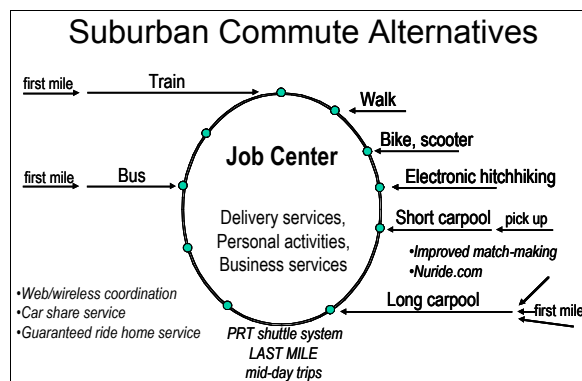 Suburban Commute Alternatives
first mile
Train
Walk
Bike, scooter
Job Center
first mile
Bus
Electronic hitchhiking
Delivery services,
Personal activities,
Business services
Short carpool
pick up
•Improved match-making
•Nuride.com
•Web/wireless coordination
•Car share service
•Guaranteed ride home service
Long carpool
first mile
PRT shuttle system
LAST MILE
mid-day trips